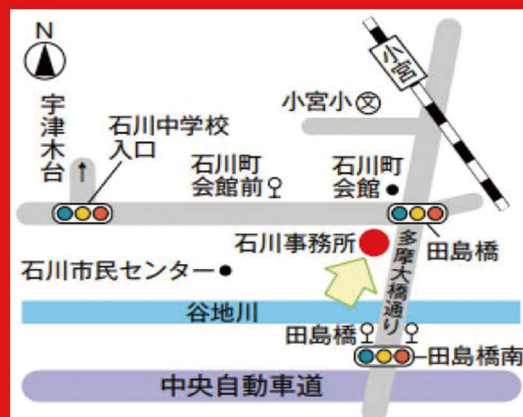 N
小宮
宇津木台
↑
石川中学校
入口
小宮小 文
石川町
会館前
石川町
会館
石川事務所
田島橋
多摩大橋通り
石川市民センター
谷地川
田島橋
田島橋南
中央自動車道